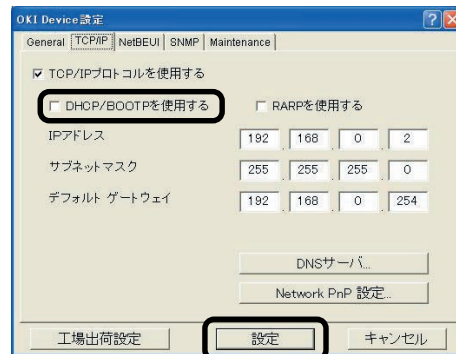 OKI Device設定
General TCP/IP NetBEUI SNMP Maintenance
TCP/IPプロトコルを使用する
DHCP/BOOTPを使用する RARPを使用する
IPアドレス 192 . 168 . 0 . 2
サブネットマスク 255 . 255 . 255 . 0
デフォルト ゲートウェイ 192 . 168 . 0 . 254
DNSサーバ...
Network PnP 設定...
工場出荷設定 設定 キャンセル